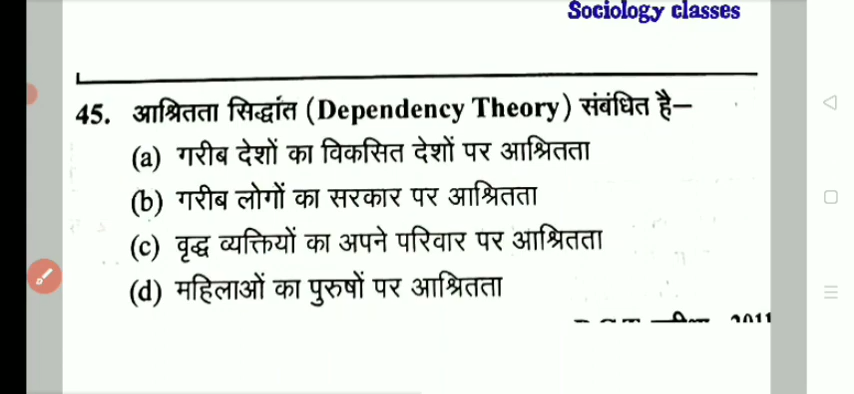 Sociology classes
45. आश्रितता सिद्धांत (Dependency Theory) संबंधित है—
(a) गरीब देशों का विकसित देशों पर आश्रितता
(b) गरीब लोगों का सरकार पर आश्रितता
(c) वृद्ध व्यक्तियों का अपने परिवार पर आश्रितता
(d) महिलाओं का पुरुषों पर आश्रितता
2011